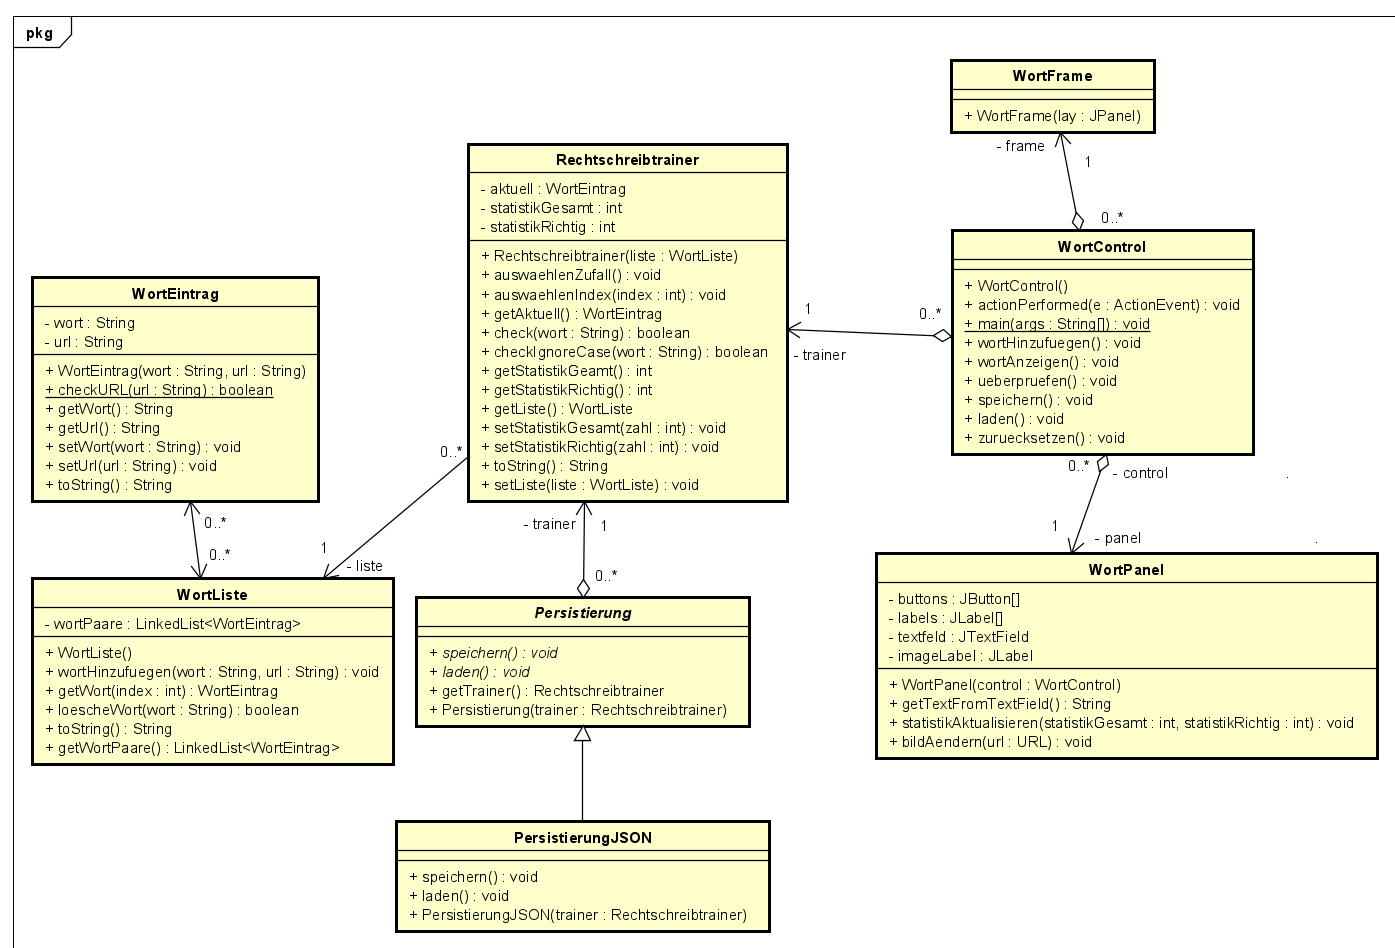 pkg
WortFrame
+ WortFrame(lay : JPanel)
- frame
1
0..*
Rechtschreibtrainer
- aktuell : WortEintrag
- statistikGesamt : int
- statistikRichtig : int
+ Rechtschreibtrainer(liste : WortListe)
+ auswaehlenZufall() : void
+ auswaehlenIndex(index : int) : void
+ getAktuell() : WortEintrag
+ check(wort : String) : boolean
+ checkIgnoreCase(wort : String) : boolean
+ getStatistikGeamt() : int
+ getStatistikRichtig() : int
+ getListe() : WortListe
+ setStatistikGesamt(zahl : int) : void
+ setStatistikRichtig(zahl : int) : void
+ toString() : String
+ setListe(liste : WortListe) : void
WortControl
+ WortControl()
+ actionPerformed(e : ActionEvent) : void
+ main(args : String[]) : void
+ wortHinzufuegen() : void
+ wortAnzeigen() : void
+ ueberpruefen() : void
+ speichern() : void
+ laden() : void
+ zuruecksetzen() : void
1
0..*
- trainer
WortEintrag
- wort : String
- url : String
+ WortEintrag(wort : String, url : String)
+ checkURL(url : String) : boolean
+ getWort() : String
+ getUrl() : String
+ setWort(wort : String) : void
+ setUrl(url : String) : void
+ toString() : String
0..*
0..*
0..*
1
- liste
- trainer
1
0..*
0..*
- control
1
- panel
WortListe
- wortPaare : LinkedList<WortEintrag>
+ WortListe()
+ wortHinzufuegen(wort : String, url : String) : void
+ getWort(index : int) : WortEintrag
+ loescheWort(wort : String) : boolean
+ toString() : String
+ getWortPaare() : LinkedList<WortEintrag>
Persistierung
+ speichern() : void
+ laden() : void
+ getTrainer() : Rechtschreibtrainer
+ Persistierung(trainer : Rechtschreibtrainer)
WortPanel
- buttons : JButton[]
- labels : JLabel[]
- textfeld : JTextField
- imageLabel : JLabel
+ WortPanel(control : WortControl)
+ getTextFromTextField() : String
+ statistikAktualisieren(statistikGesamt : int, statistikRichtig : int) : void
+ bildAendern(url : URL) : void
PersistierungJSON
+ speichern() : void
+ laden() : void
+ PersistierungJSON(trainer : Rechtschreibtrainer)